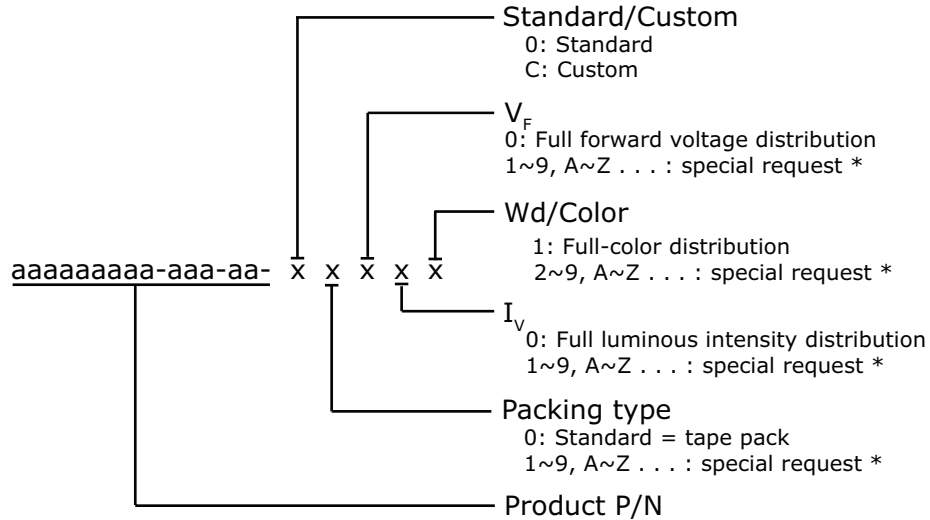 Standard/Custom
0: Standard
C: Custom
VF
0: Full forward voltage distribution
1~9, A~Z . . . : special request *
Wd/Color
1: Full-color distribution
2~9, A~Z . . . : special request *
aaaaaaaaa-aaa-aa- x x x x x
IV
0: Full luminous intensity distribution
1~9, A~Z . . . : special request *
Packing type
0: Standard = tape pack
1~9, A~Z . . . : special request *
Product P/N